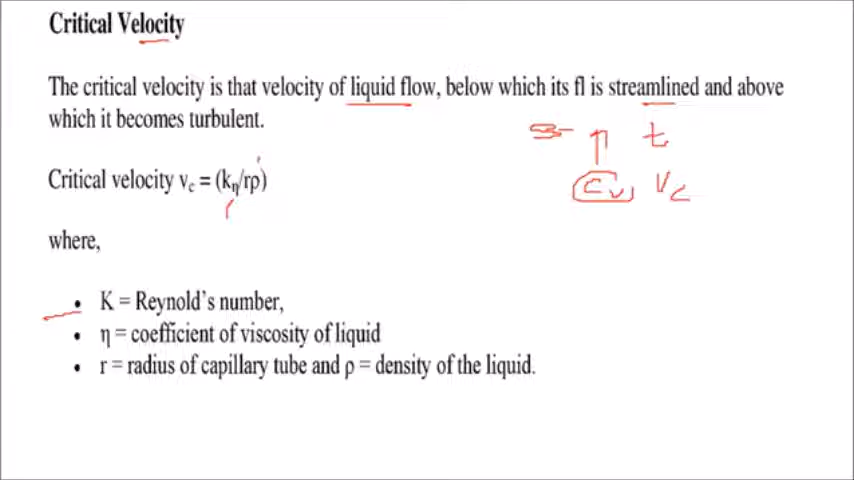 Critical Velocity
The critical velocity is that velocity of liquid flow, below which its fl is streamlined and above
which it becomes turbulent.
t
Critical velocity vc = (kη/rρ)
Cv Vc
where,
• K = Reynold's number,
• η = coefficient of viscosity of liquid
• r = radius of capillary tube and ρ = density of the liquid.